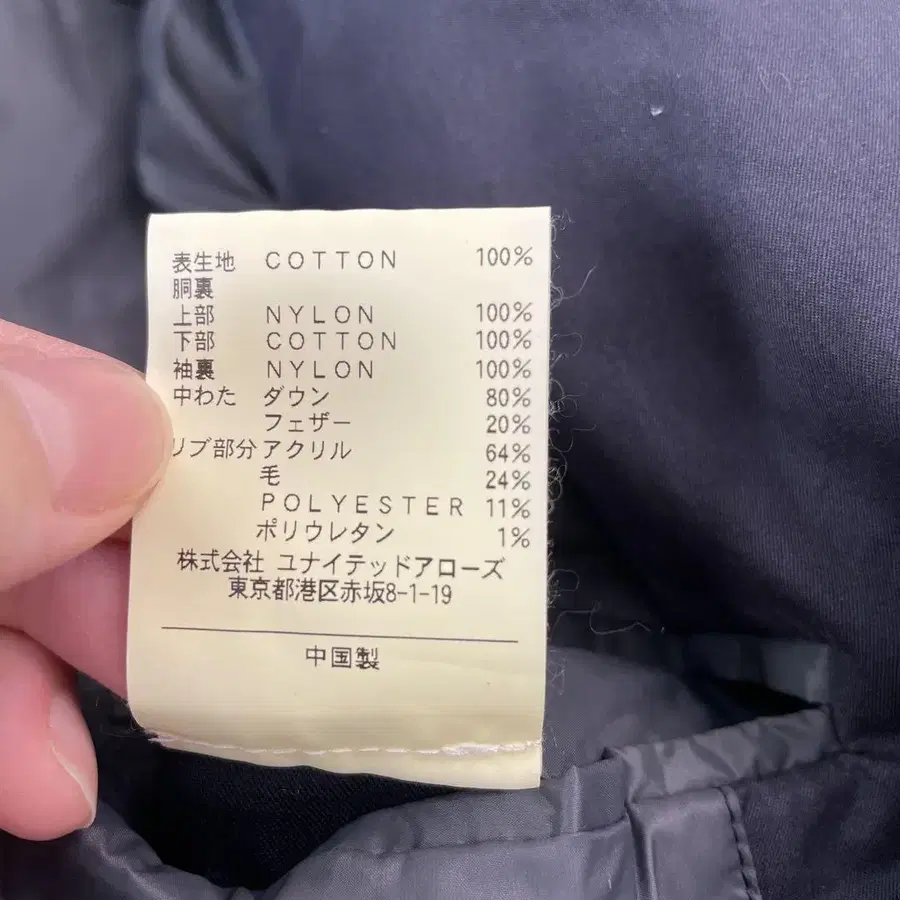 表生地 COTTON 100%
胴裏
上部 NYLON 100%
下部 COTTON 100%
袖裏 NYLON 100%
中わた ダウン 80%
フェザー 20%
リブ部分 アクリル 64%
毛 24%
POLYESTER 11%
ポリウレタン 1%
株式会社 ユナイテッドアローズ
東京都港区赤坂8-1-19
中国製